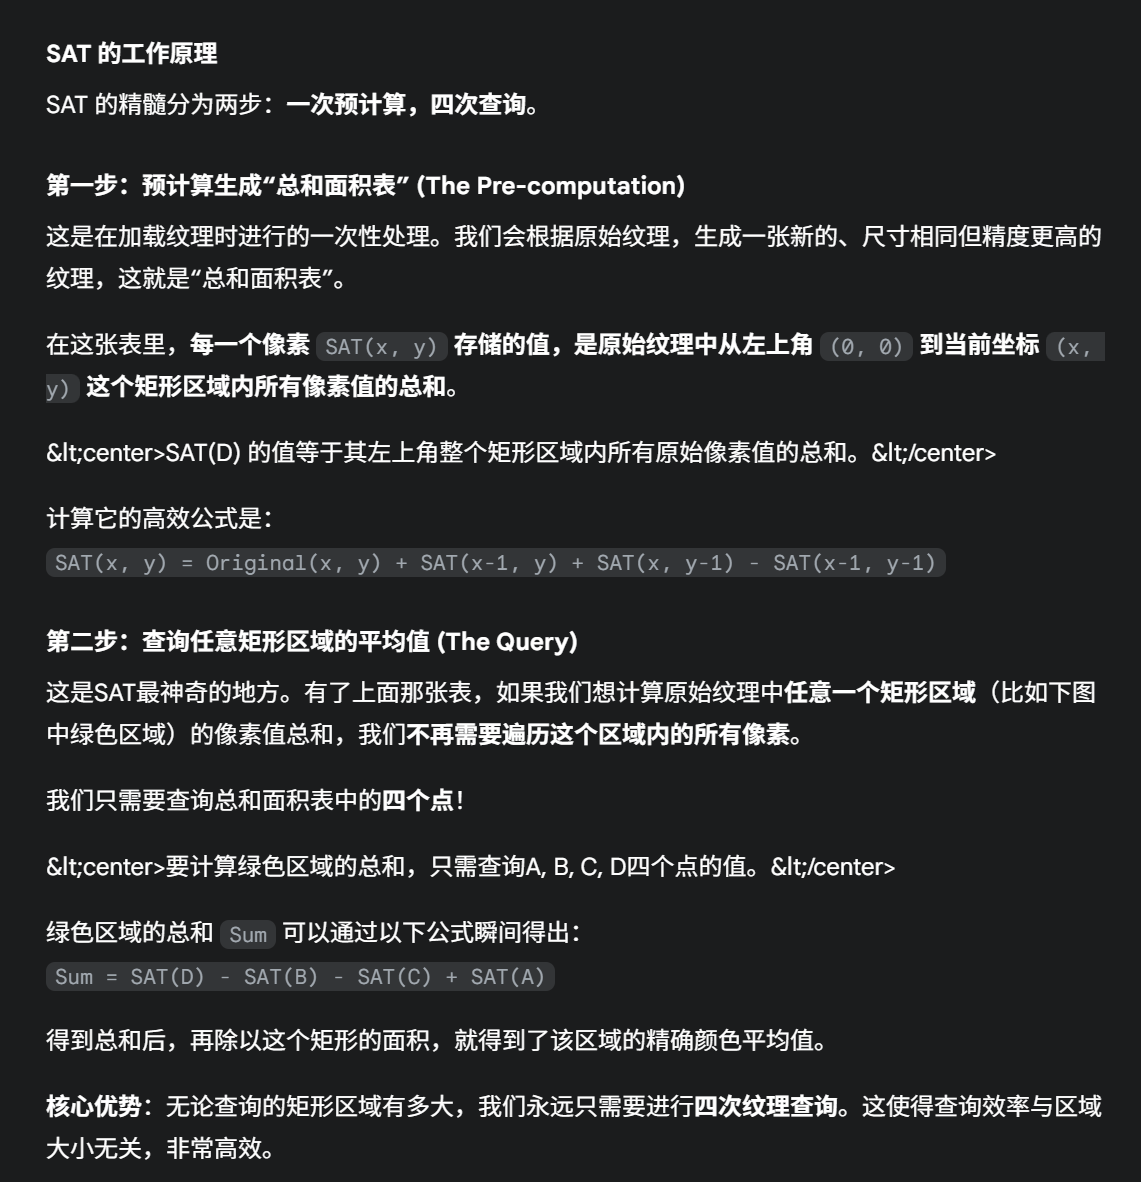 SAT 的工作原理
SAT 的精髓分为两步：一次预计算，四次查询。
第一步：预计算生成“总和面积表” (The Pre-computation)
这是在加载纹理时进行的一次性处理。我们会根据原始纹理，生成一张新的、尺寸相同但精度更高的
纹理，这就是“总和面积表”。
在这张表里，每一个像素 SAT(x, y) 存储的值，是原始纹理中从左上角 (0, 0) 到当前坐标 (x,
y) 这个矩形区域内所有像素值的总和。
&lt;center>SAT(D) 的值等于其左上角整个矩形区域内所有原始像素值的总和。&lt;/center>
计算它的高效公式是：
SAT(x, y) = Original(x, y) + SAT(x-1, y) + SAT(x, y-1) - SAT(x-1, y-1)
第二步：查询任意矩形区域的平均值 (The Query)
这是SAT最神奇的地方。有了上面那张表，如果我们想计算原始纹理中任意一个矩形区域（比如下图
中绿色区域）的像素值总和，我们不再需要遍历这个区域内的所有像素。
我们只需要查询总和面积表中的四个点！
&lt;center>要计算绿色区域的总和，只需查询A, B, C, D四个点的值。&lt;/center>
绿色区域的总和 Sum 可以通过以下公式瞬间得出：
Sum = SAT(D) - SAT(B) - SAT(C) + SAT(A)
得到总和后，再除以这个矩形的面积，就得到了该区域的精确颜色平均值。
核心优势：无论查询的矩形区域有多大，我们永远只需要进行四次纹理查询。这使得查询效率与区域
大小无关，非常高效。